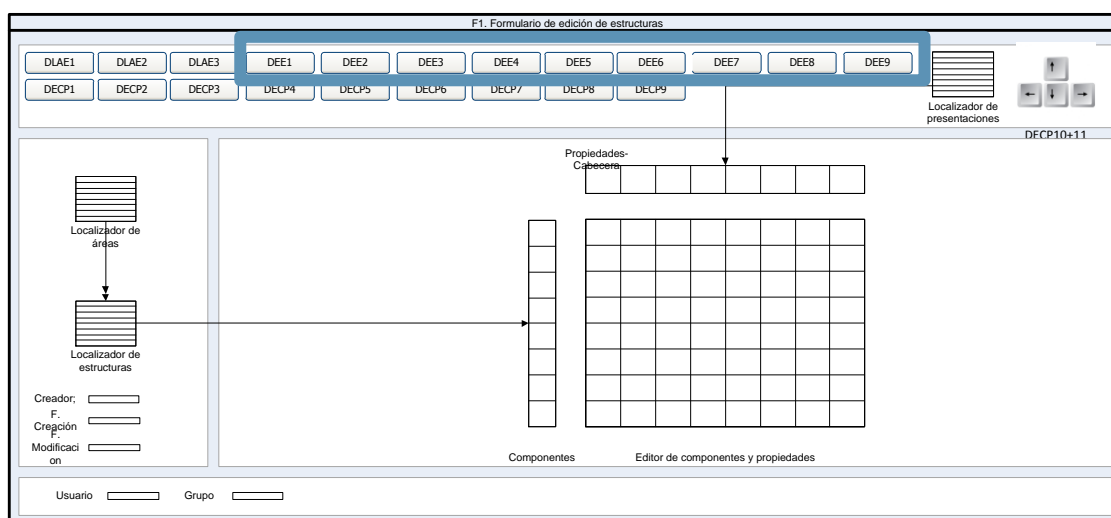 F1. Formulario de edición de estructuras
DLAE1 DLAE2 DLAE3 DEE1 DEE2 DEE3 DEE4 DEE5 DEE6 DEE7 DEE8 DEE9
DECP1 DECP2 DECP3 DECP4 DECP5 DECP6 DECP7 DECP8 DECP9
Localizador de
presentaciones
DECP10+11
Propiedades-
Cabecera
Localizador de
áreas
Localizador de
estructuras
Creador;
F.
Creación
F.
Modificaci
on
Componentes
Editor de componentes y propiedades
Usuario
Grupo